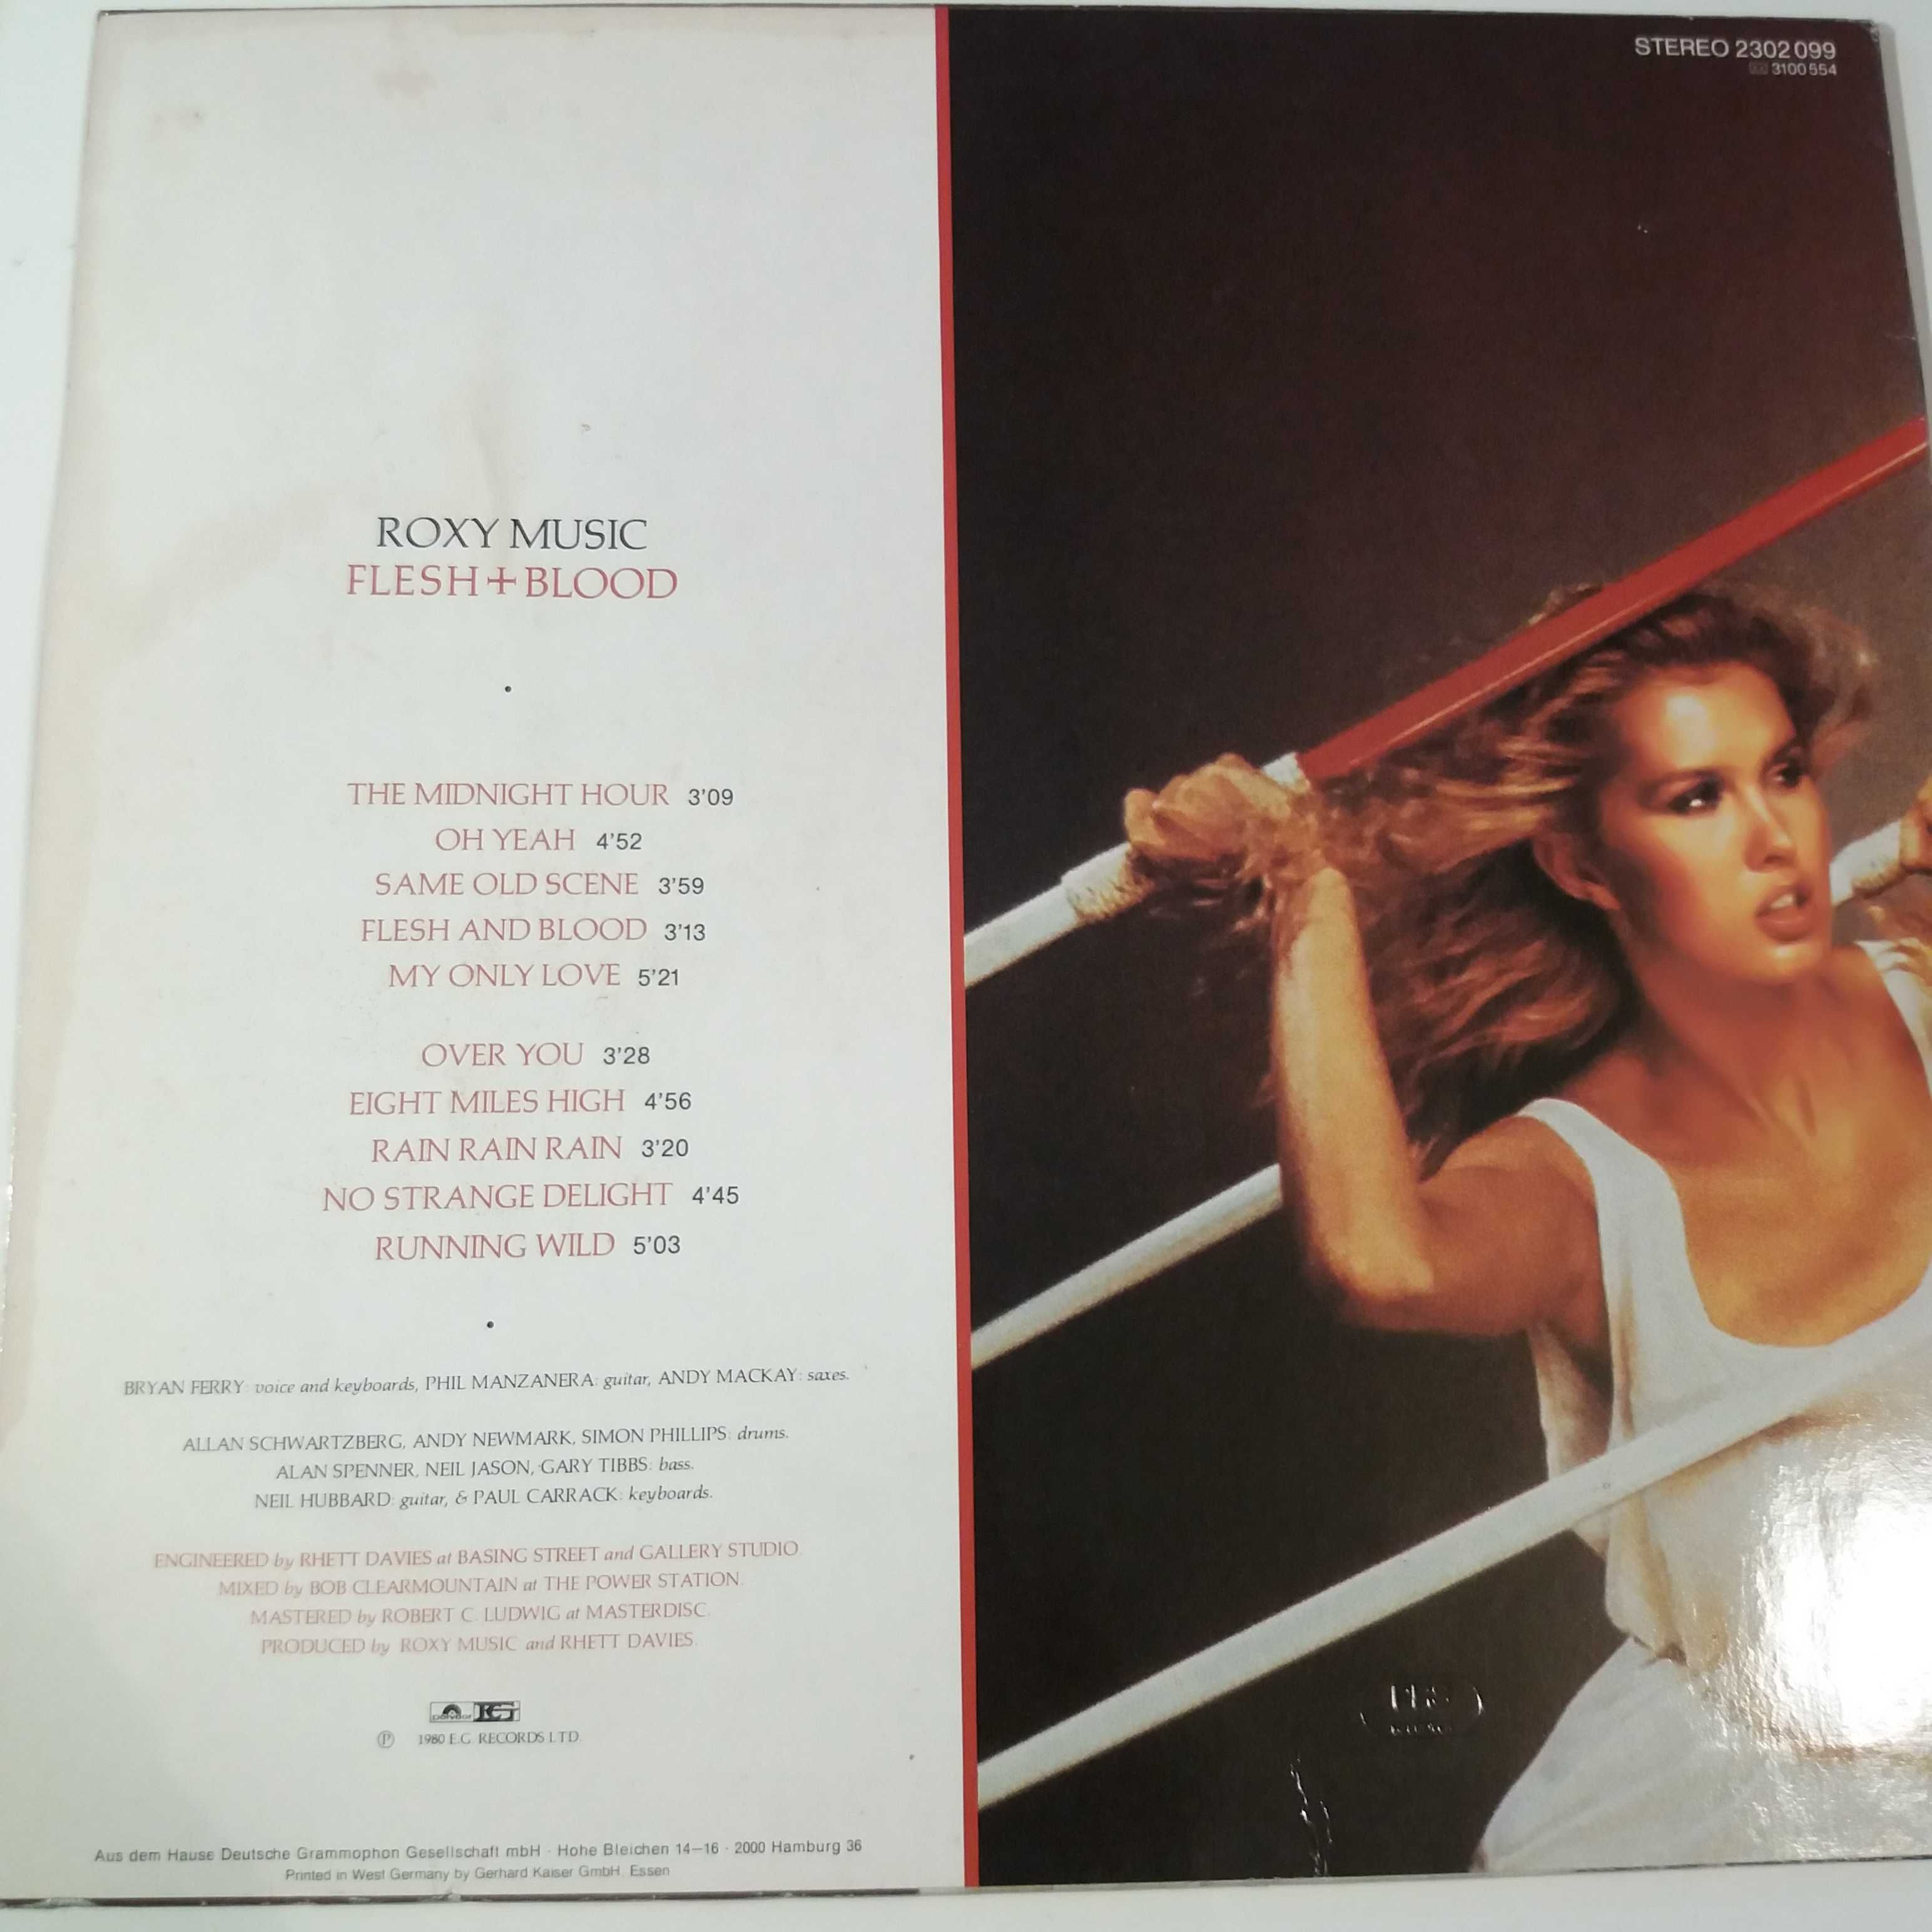 STEREO 2302 099
3100 554
ROXY MUSIC
FLESH+BLOOD
THE MIDNIGHT HOUR 3'09
OH YEAH 4'52
SAME OLD SCENE 3'59
FLESH AND BLOOD 3'13
MY ONLY LOVE 5'21
OVER YOU 3'28
EIGHT MILES HIGH 4'56
RAIN RAIN RAIN 3'20
NO STRANGE DELIGHT 4'45
RUNNING WILD 5'03
BRYAN FERRY: voice and keyboards, PHIL MANZANERA: guitar, ANDY MACKAY: saxes.
ALLAN SCHWARTZBERG, ANDY NEWMARK, SIMON PHILLIPS: drums.
ALAN SPENNER, NEIL JASON, GARY TIBBS: bass.
NEIL HUBBARD: guitar, & PAUL CARRACK: keyboards.
ENGINEERED by RHETT DAVIES at BASING STREET and GALLERY STUDIO.
MIXED by BOB CLEARMOUNTAIN at THE POWER STATION.
MASTERED by ROBERT C. LUDWIG at MASTERDISC.
PRODUCED by ROXY MUSIC and RHETT DAVIES.
Polydor EG
Ⓟ 1980 E.G. RECORDS LTD.
Aus dem Hause Deutsche Grammophon Gesellschaft mbH · Hohe Bleichen 14–16 · 2000 Hamburg 36
Printed in West Germany by Gerhard Kaiser GmbH, Essen